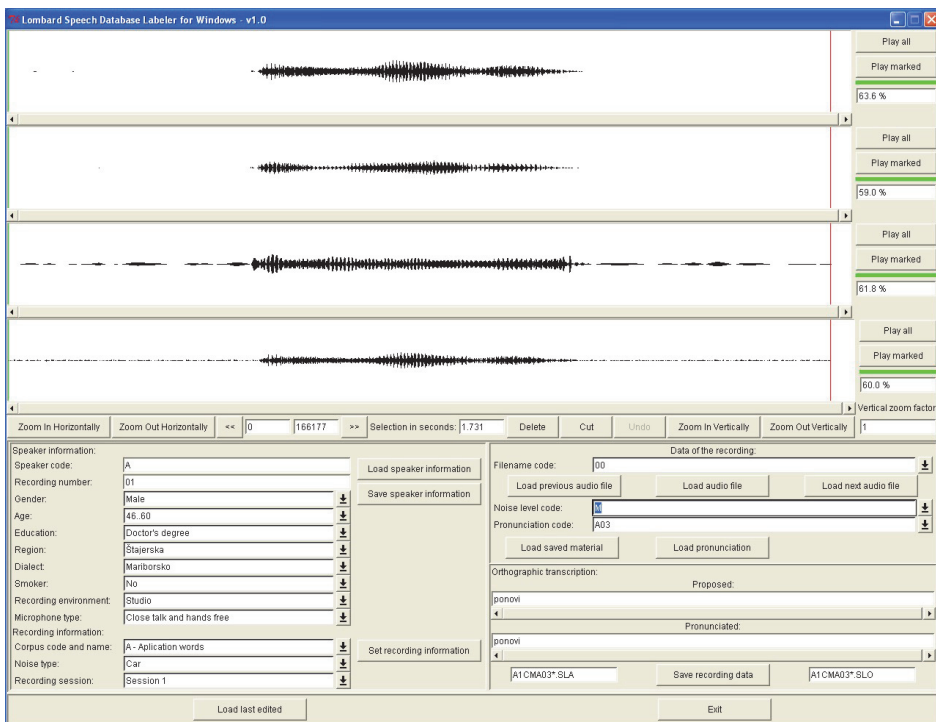 Lombard Speech Database Labeler for Windows - v1.0
Play all
Play marked
63.6 %
Play all
Play marked
59.0 %
Play all
Play marked
61.8 %
Play all
Play marked
60.0 %
Vertical zoom factor
Zoom In Horizontally Zoom Out Horizontally << 0 166177 >> Selection in seconds: 1.731 Delete Cut Undo Zoom In Vertically Zoom Out Vertically 1
Speaker information:
Speaker code: A
Recording number: 01
Gender: Male
Age: 46..60
Education: Doctor's degree
Region: Štajerska
Dialect: Mariborsko
Smoker: No
Recording environment: Studio
Microphone type: Close talk and hands free
Load speaker information
Save speaker information
Recording information:
Corpus code and name: A - Aplication words
Noise type: Car
Recording session: Session 1
Set recording information
Data of the recording:
Filename code: 00
Load previous audio file Load audio file Load next audio file
Noise level code: M
Pronunciation code: A03
Load saved material Load pronunciation
Orthographic transcription:
Proposed:
ponovi
Pronunciated:
ponovi
A1CMA03*.SLA Save recording data A1CMA03*.SLO
Load last edited Exit